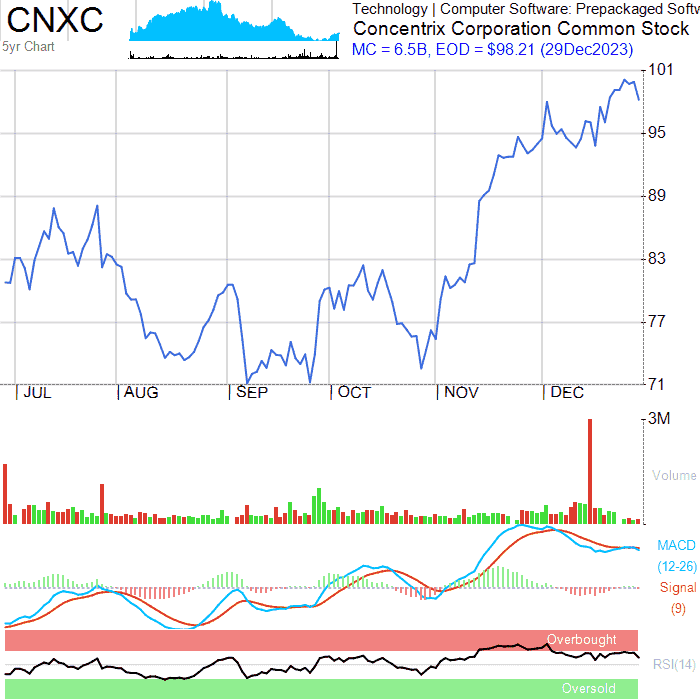 CNXC
5yr Chart
Technology | Computer Software: Prepackaged Softw
Concentrix Corporation Common Stock
MC = 6.5B, EOD = $98.21 (29Dec2023)
101
95
89
83
77
71
JUL AUG SEP OCT NOV DEC
3M
Volume
MACD
(12-26)
Signal
(9)
Overbought
RSI(14)
Oversold